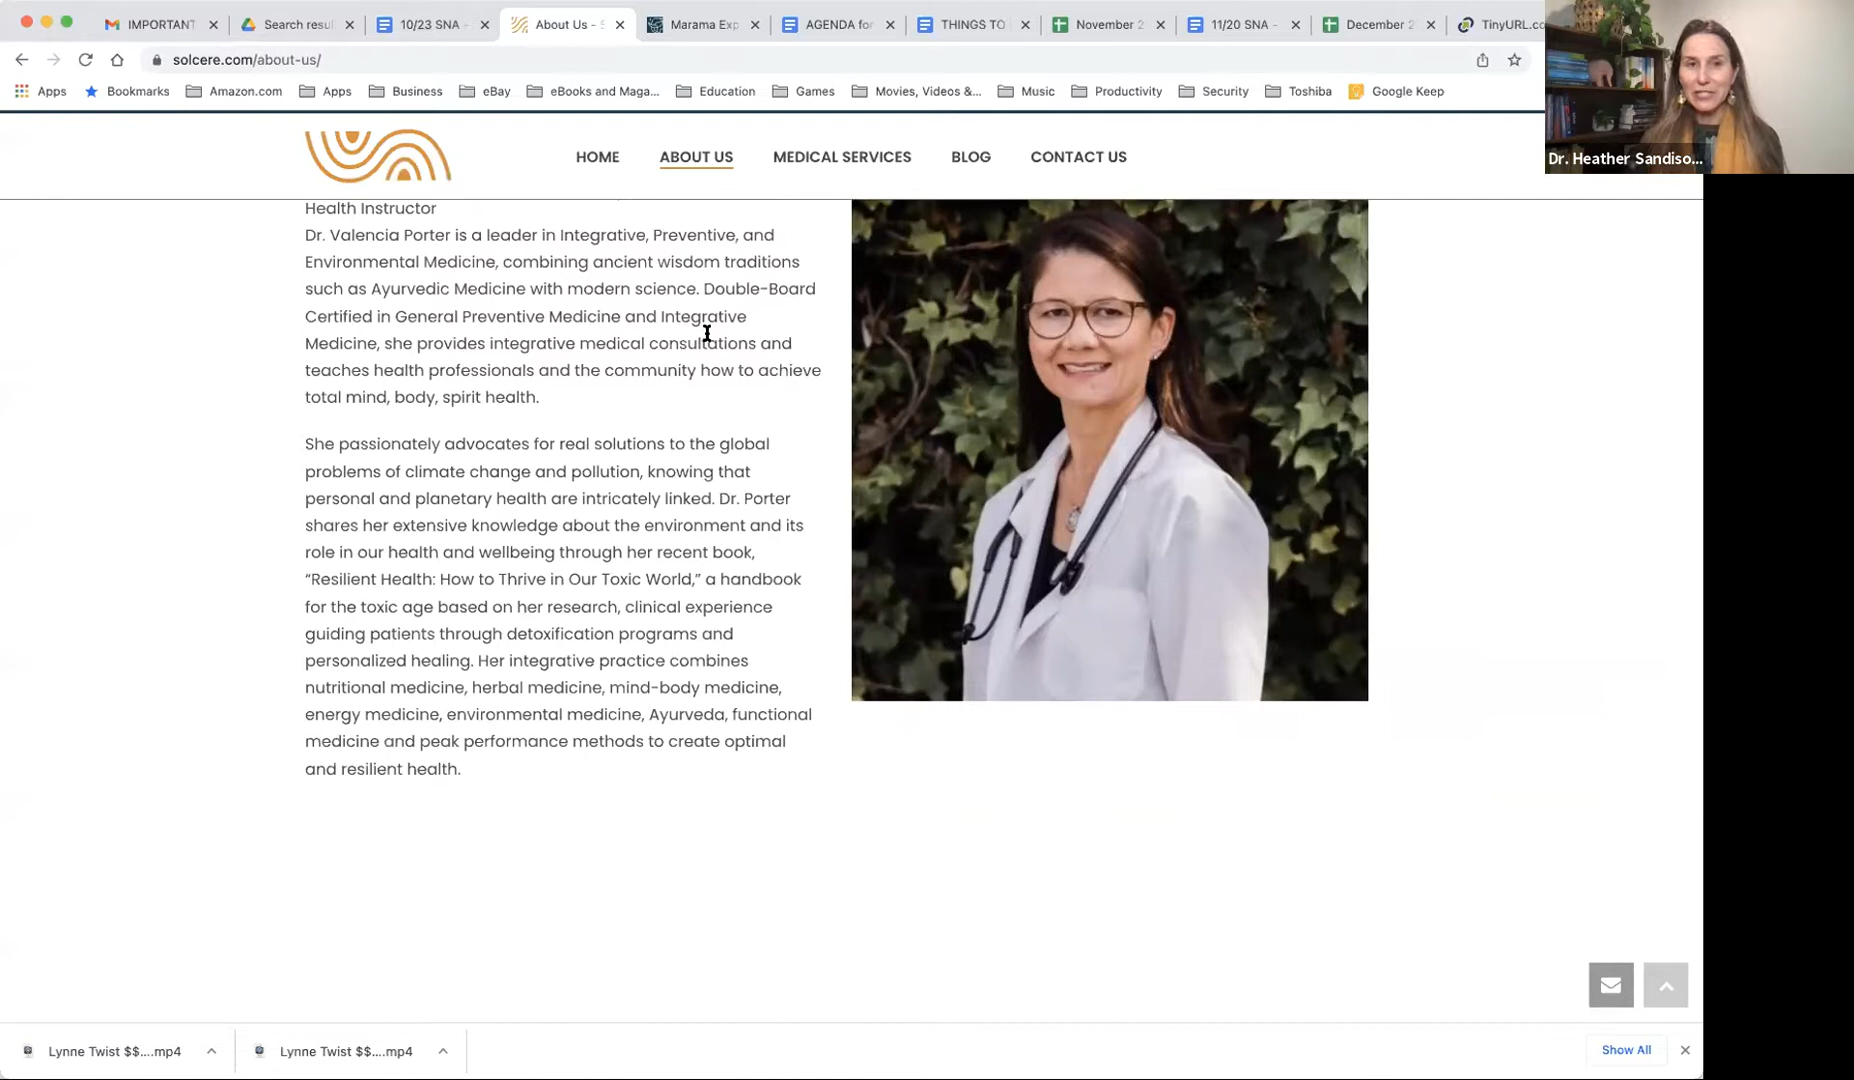 IMPORTANT
Search resu
10/23 SNA -
About Us - S
Marama Exp
AGENDA for
THINGS TO
November 2
11/20 SNA -
December 2
TinyURL.co
solcere.com/about-us/
Apps
Bookmarks
Amazon.com
Apps
Business
eBay
eBooks and Maga...
Education
Games
Movies, Videos &...
Music
Productivity
Security
Toshiba
Google Keep
Dr. Heather Sandiso...
HOME
ABOUT US
MEDICAL SERVICES
BLOG
CONTACT US
Health Instructor
Dr. Valencia Porter is a leader in Integrative, Preventive, and
Environmental Medicine, combining ancient wisdom traditions
such as Ayurvedic Medicine with modern science. Double-Board
Certified in General Preventive Medicine and Integrative
Medicine, she provides integrative medical consultations and
teaches health professionals and the community how to achieve
total mind, body, spirit health.
She passionately advocates for real solutions to the global
problems of climate change and pollution, knowing that
personal and planetary health are intricately linked. Dr. Porter
shares her extensive knowledge about the environment and its
role in our health and wellbeing through her recent book,
“Resilient Health: How to Thrive in Our Toxic World,” a handbook
for the toxic age based on her research, clinical experience
guiding patients through detoxification programs and
personalized healing. Her integrative practice combines
nutritional medicine, herbal medicine, mind-body medicine,
energy medicine, environmental medicine, Ayurveda, functional
medicine and peak performance methods to create optimal
and resilient health.
Lynne Twist $$....mp4
Lynne Twist $$....mp4
Show All